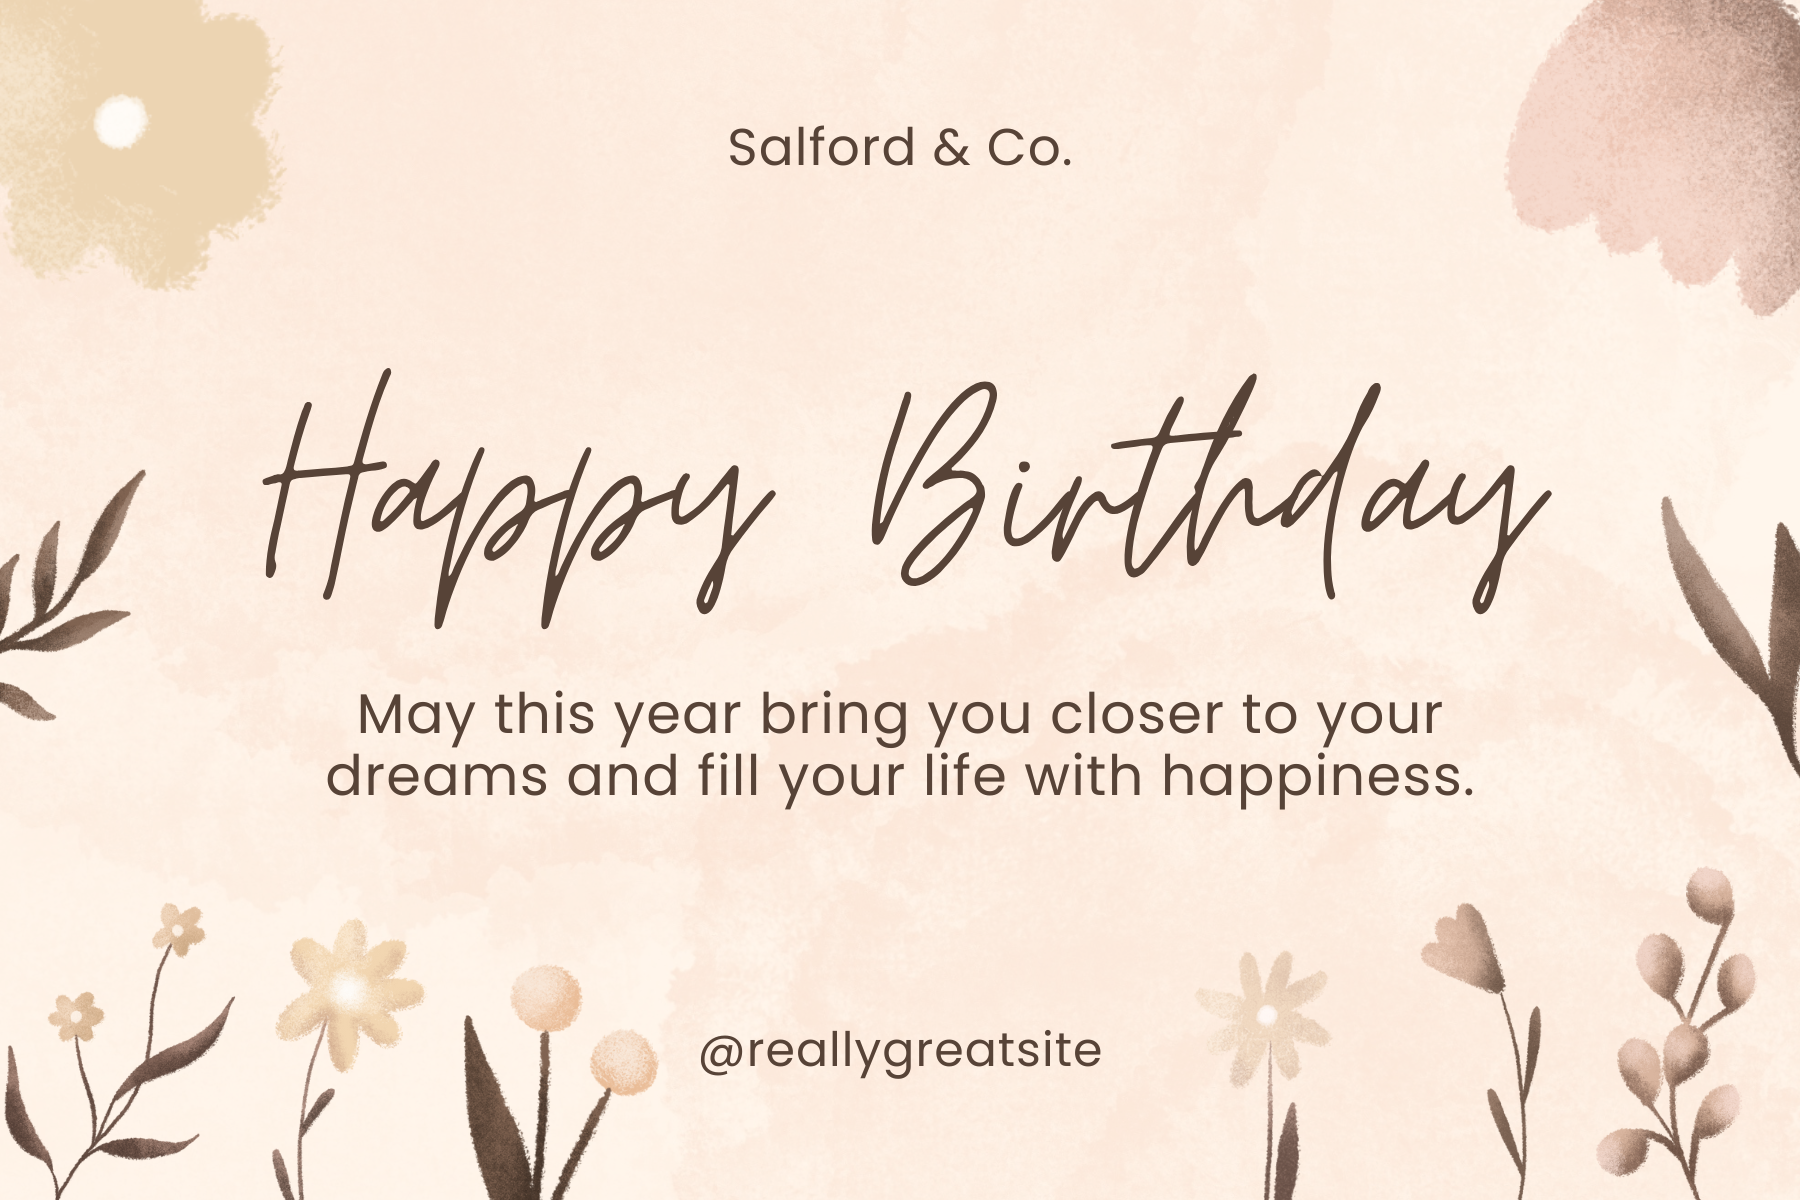 Salford & Co.
Happy Birthday
May this year bring you closer to your
dreams and fill your life with happiness.
@reallygreatsite